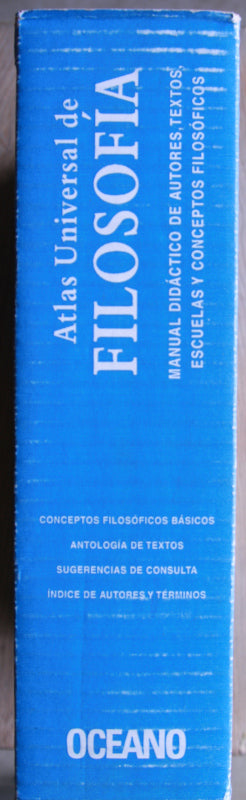 Atlas Universal de
FILOSOFÍA
MANUAL DIDÁCTICO DE AUTORES, TEXTOS,
ESCUELAS Y CONCEPTOS FILOSÓFICOS
CONCEPTOS FILOSÓFICOS BÁSICOS
ANTOLOGÍA DE TEXTOS
SUGERENCIAS DE CONSULTA
ÍNDICE DE AUTORES Y TÉRMINOS
OCEANO